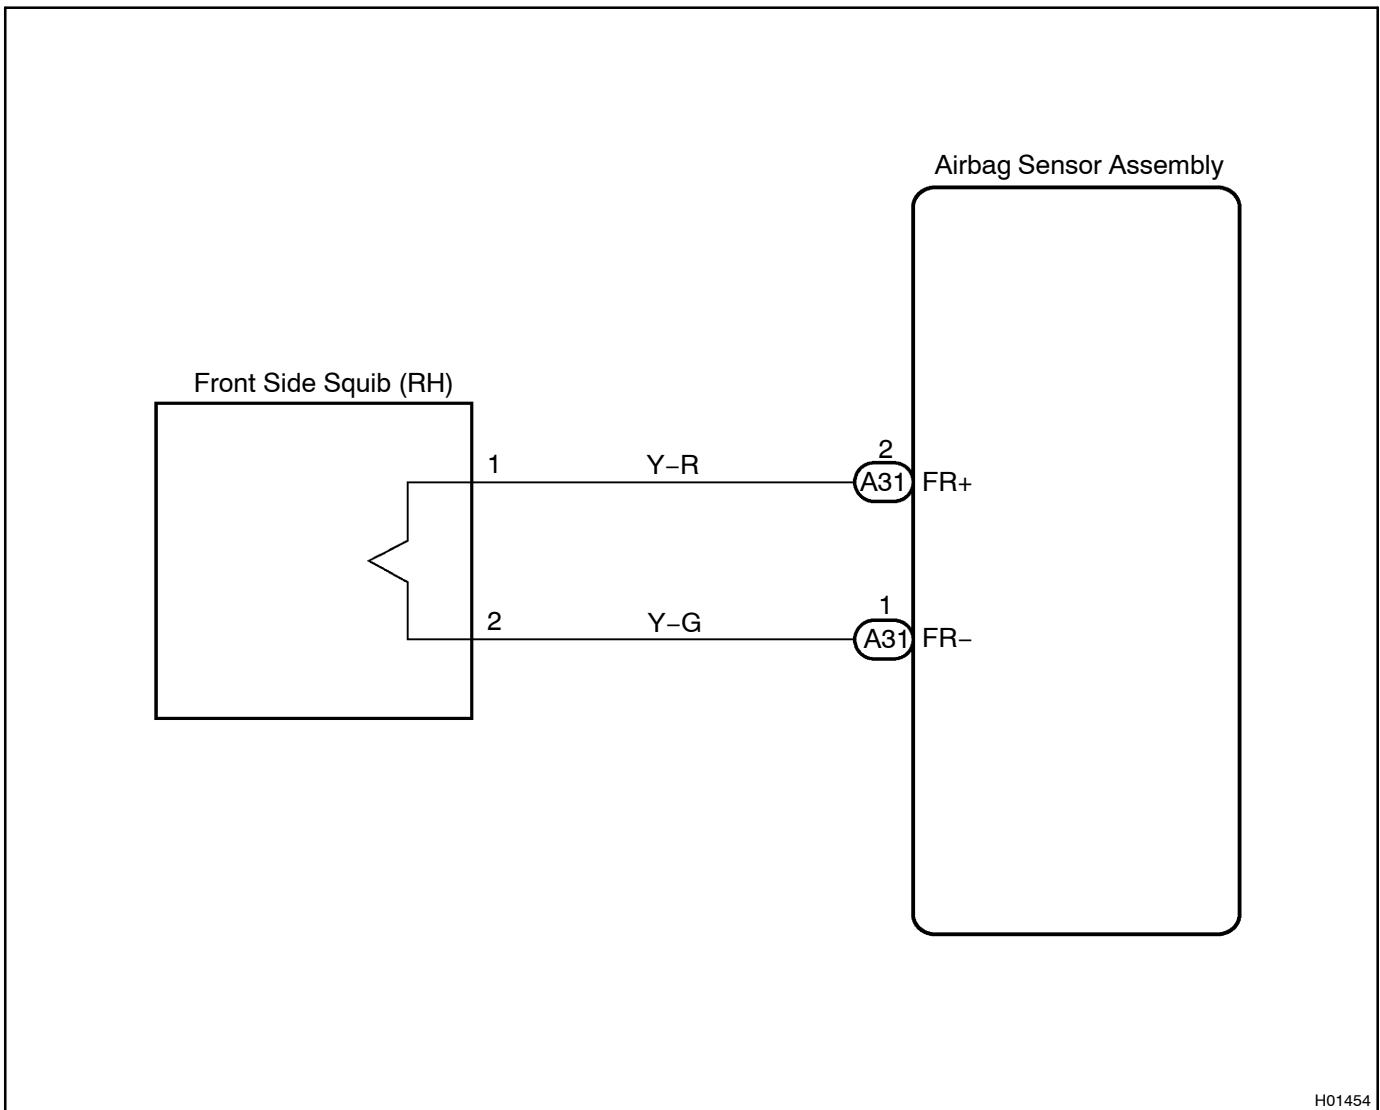 Airbag Sensor Assembly
Front Side Squib (RH)
1
Y−R
2
A31
FR+
2
Y−G
1
A31
FR−
H01454